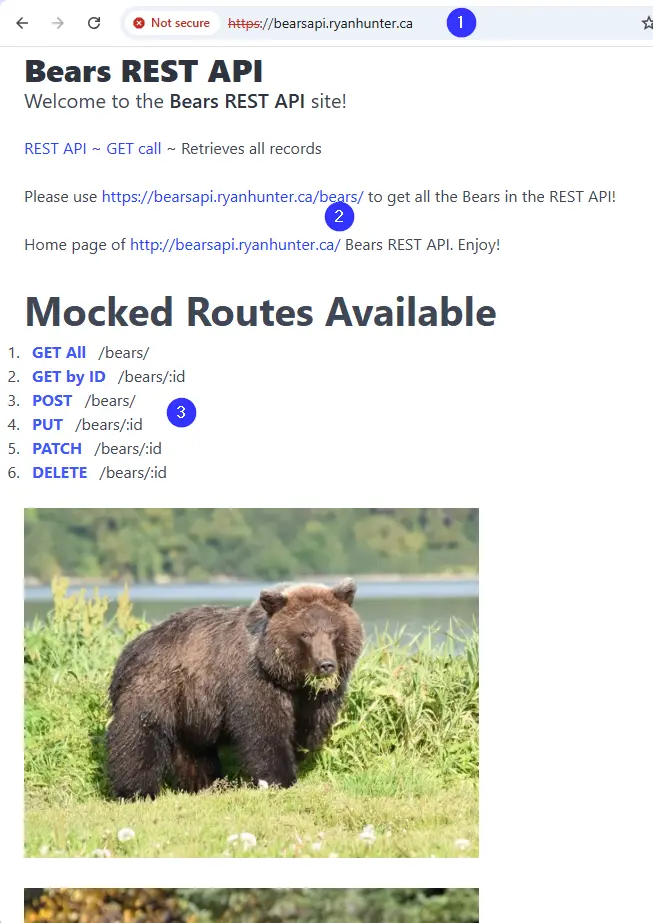 Not secure https://bearsapi.ryanhunter.ca 1
Bears REST API
Welcome to the Bears REST API site!
REST API ~ GET call ~ Retrieves all records
Please use https://bearsapi.ryanhunter.ca/bears/ to get all the Bears in the REST API!
2
Home page of http://bearsapi.ryanhunter.ca/ Bears REST API. Enjoy!
Mocked Routes Available
1. GET All /bears/
2. GET by ID /bears/:id
3. POST /bears/
3
4. PUT /bears/:id
5. PATCH /bears/:id
6. DELETE /bears/:id